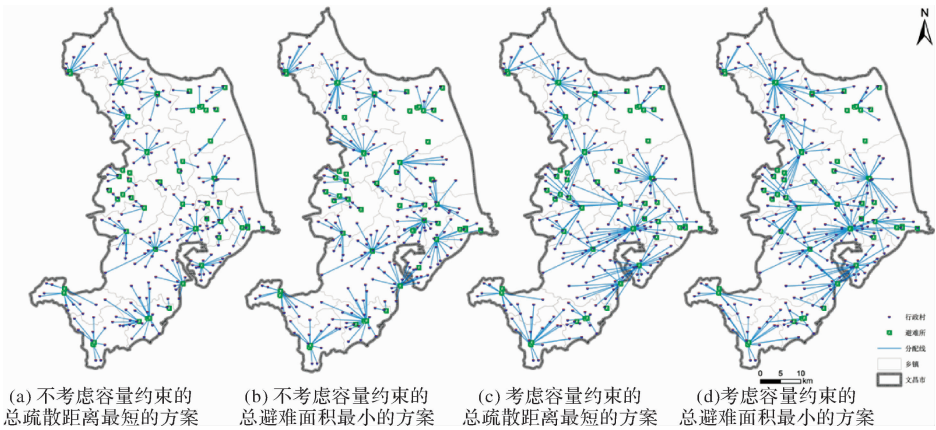 N
行政村
避难所
分配线
乡镇
文昌市
0 5 10
km
(a) 不考虑容量约束的
总疏散距离最短的方案
(b) 不考虑容量约束的
总避难面积最小的方案
(c) 考虑容量约束的
总疏散距离最短的方案
(d)考虑容量约束的
总避难面积最小的方案